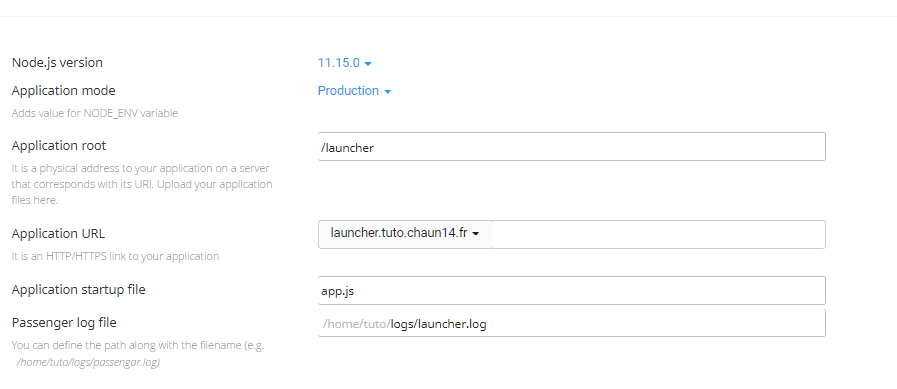 Node.js version
11.15.0
Application mode
Production
Adds value for NODE_ENV variable
Application root
/launcher
It is a physical address to your application on a server
that corresponds with its URI. Upload your application
files here.
Application URL
launcher.tuto.chaun14.fr
It is an HTTP/HTTPS link to your application
Application startup file
app.js
Passenger log file
/home/tuto/logs/launcher.log
You can define the path along with the filename (e.g.
/home/tuto/logs/passengar.log)